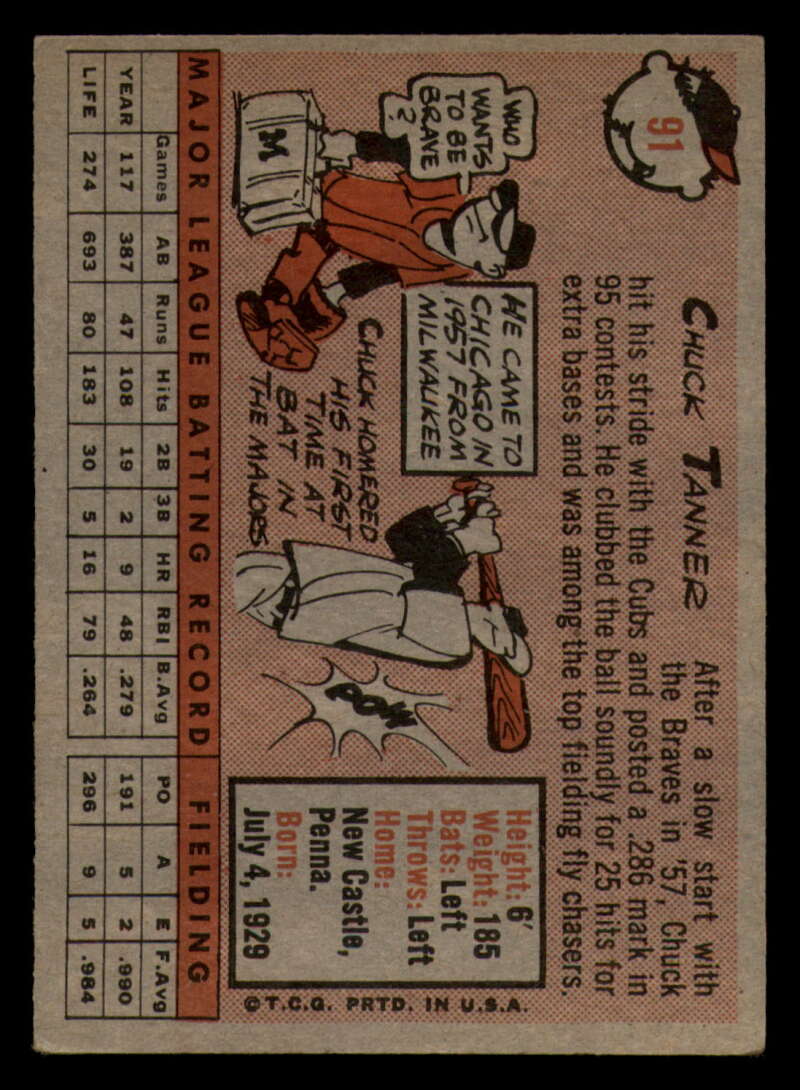 91
CHUCK TANNER
After a slow start with
the Braves in '57, Chuck
hit his stride with the Cubs and posted a .286 mark in
95 contests. He clubbed the ball soundly for 25 hits for
extra bases and was among the top fielding fly chasers.
WHO
WANTS
TO BE
BRAVE
?
M
HE CAME TO
CHICAGO IN
1957 FROM
MILWAUKEE
CHUCK HOMERED
HIS FIRST
TIME AT
BAT IN
THE MAJORS
POW
Height: 6'
Weight: 185
Bats: Left
Throws: Left
Home:
New Castle,
Penna.
Born:
July 4, 1929
©T.C.G. PRTD. IN U.S.A.
MAJOR LEAGUE BATTING RECORD FIELDING
Games AB Runs Hits 2B 3B HR RBI B.Avg PO A E F.Avg
YEAR 117 387 47 108 19 2 9 48 .279 191 5 2 .990
LIFE 274 693 80 183 30 5 16 79 .264 296 9 5 .984